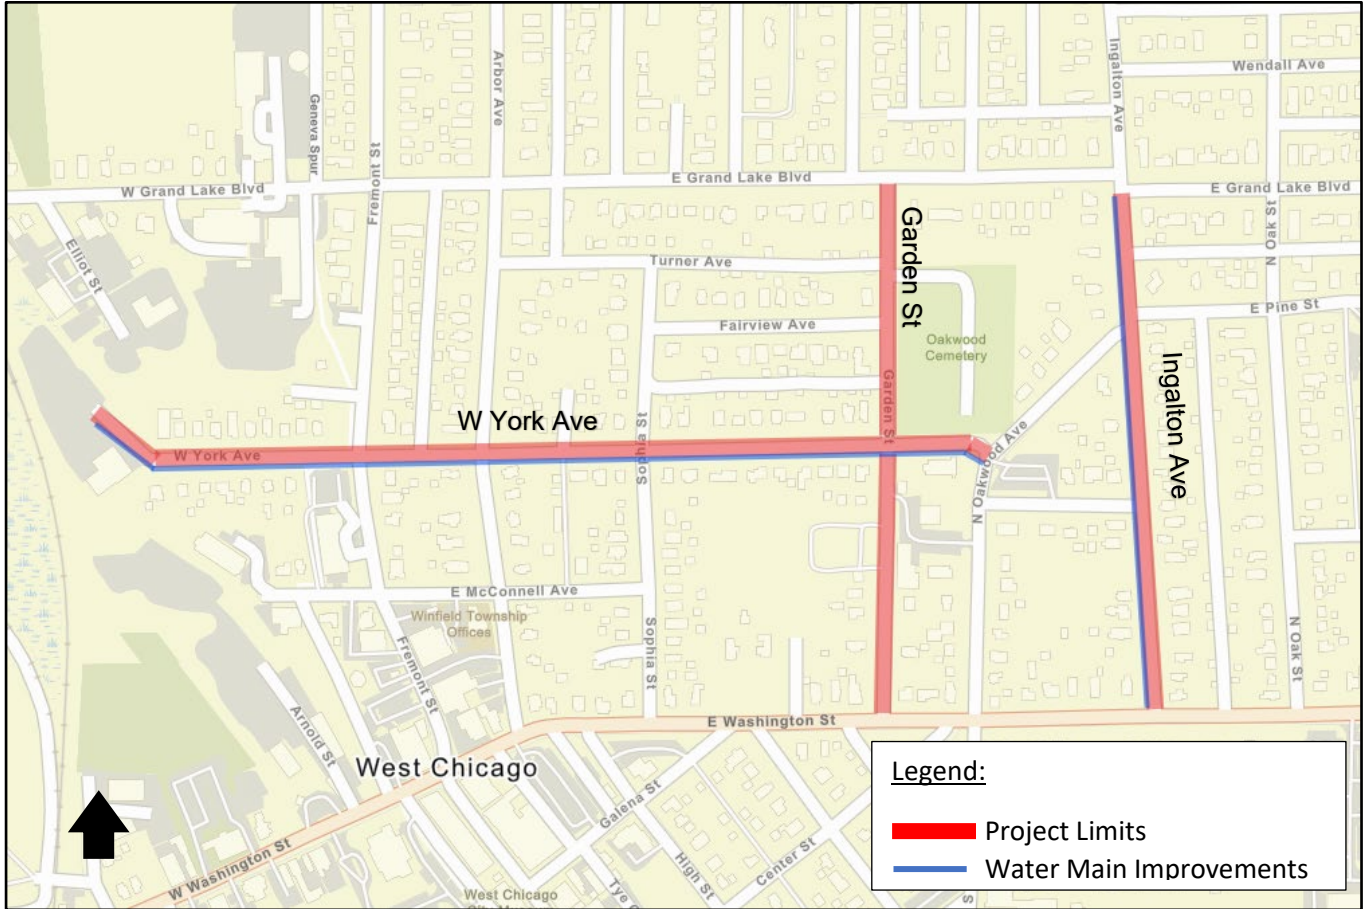 Ingalton Ave
Wendall Ave
Arbor Ave
Geneva Spur
Fremont St
E Grand Lake Blvd
W Grand Lake Blvd
E Grand Lake Blvd
N Oak St
Elliot St
Garden St
Turner Ave
E Pine St
Fairview Ave
Oakwood
Cemetery
Ingalton Ave
Garden St
W York Ave
Sophia St
W York Ave
N Oakwood Ave
E McConnell Ave
Winfield Township
Offices
Sophia St
N Oak St
Fremont St
Arnold St
E Washington St
West Chicago
Legend:
Project Limits
Water Main Improvements
Galena St
High St
Center St
W Washington St
West Chicago
S